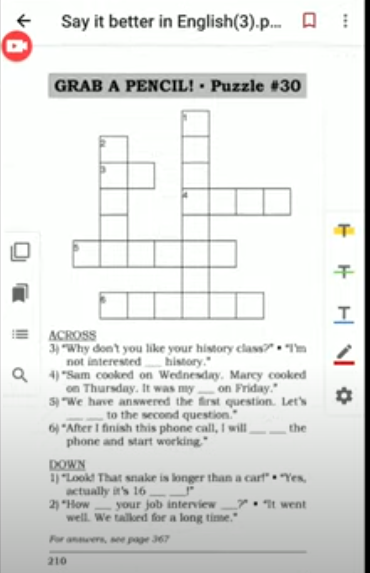 Say it better in English(3).p...
GRAB A PENCIL! • Puzzle #30
1
2
3
4
5
6
ACROSS
3) "Why don't you like your history class?" • "I'm
not interested ___ history."
4) "Sam cooked on Wednesday. Marcy cooked
on Thursday. It was my ___ on Friday."
5) "We have answered the first question. Let's
___ ___ to the second question."
6) "After I finish this phone call, I will ___ ___ the
phone and start working."
DOWN
1) "Look! That snake is longer than a car!" • "Yes,
actually it's 16 ___ ___!"
2) "How ___ your job interview ___?" • "It went
well. We talked for a long time."
For answers, see page 367
210